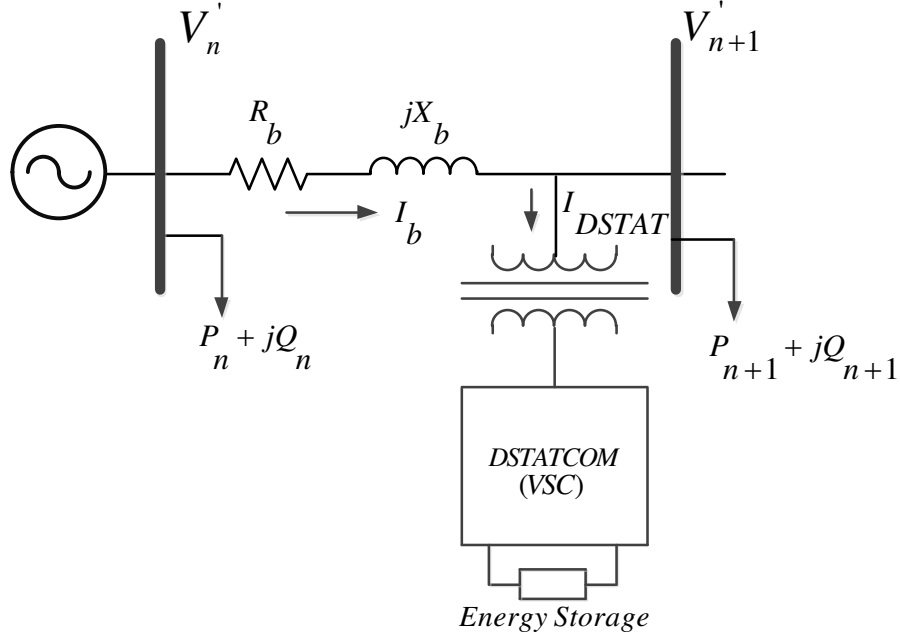 V'n
V'n+1
Rb
jXb
Ib
IDSTAT
Pn + jQn
Pn+1 + jQn+1
DSTATCOM
(VSC)
Energy Storage